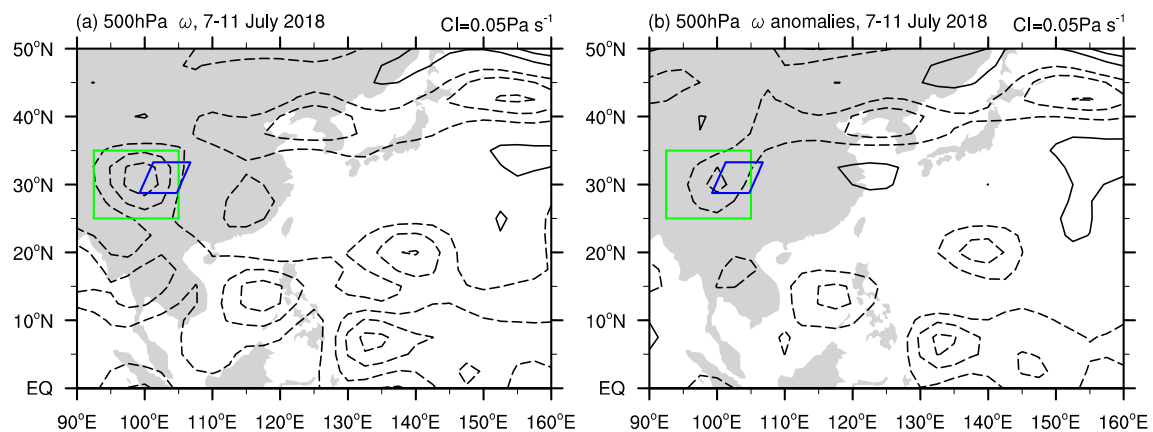 (a) 500hPa ω, 7-11 July 2018 CI=0.05Pa s⁻¹
50°N
40°N
30°N
20°N
10°N
EQ
90°E 100°E 110°E 120°E 130°E 140°E 150°E 160°E
(b) 500hPa ω anomalies, 7-11 July 2018 CI=0.05Pa s⁻¹
50°N
40°N
30°N
20°N
10°N
EQ
90°E 100°E 110°E 120°E 130°E 140°E 150°E 160°E